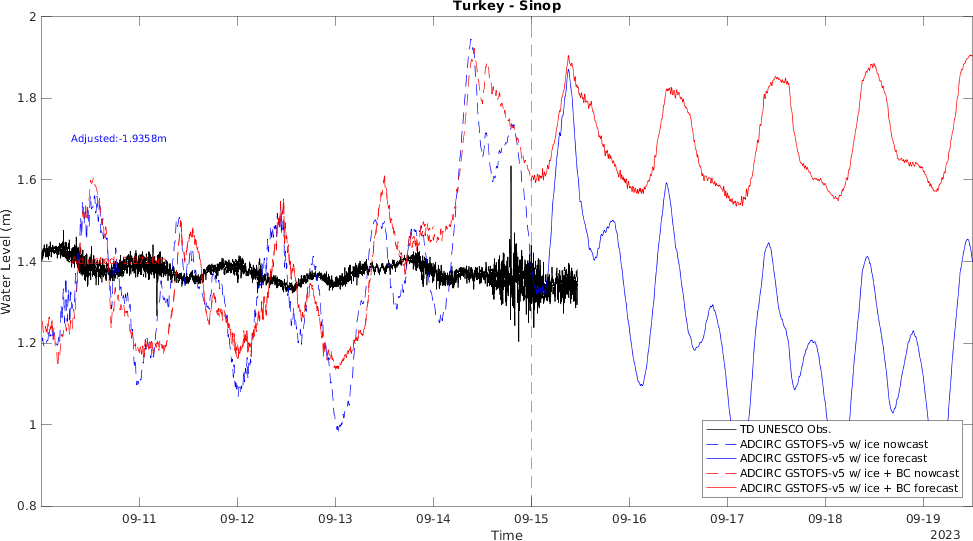 Turkey - Sinop
2
1.8
1.6
1.4
1.2
1
0.8
Water Level (m)
Adjusted:-1.9358m
TD UNESCO Obs.
ADCIRC GSTOFS-v5 w/ ice nowcast
ADCIRC GSTOFS-v5 w/ ice forecast
ADCIRC GSTOFS-v5 w/ ice + BC nowcast
ADCIRC GSTOFS-v5 w/ ice + BC forecast
09-11
09-12
09-13
09-14
09-15
09-16
09-17
09-18
09-19
Time
2023